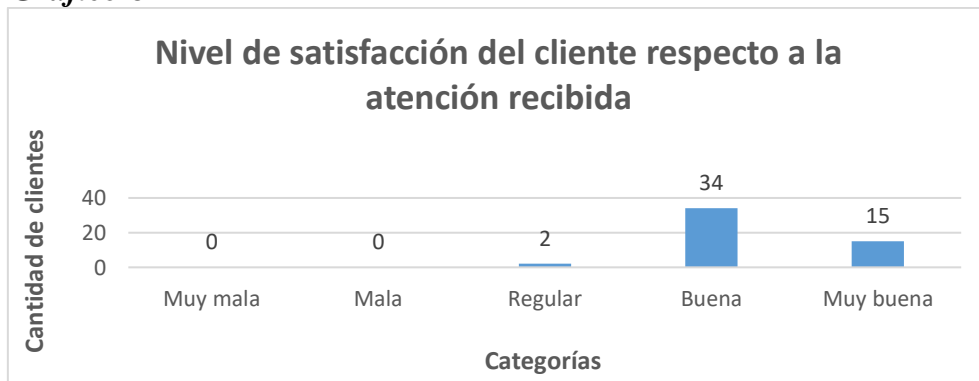 Nivel de satisfacción del cliente respecto a la
atención recibida
Cantidad de clientes
40
20
0
0
0
2
34
15
Muy mala
Mala
Regular
Buena
Muy buena
Categorías